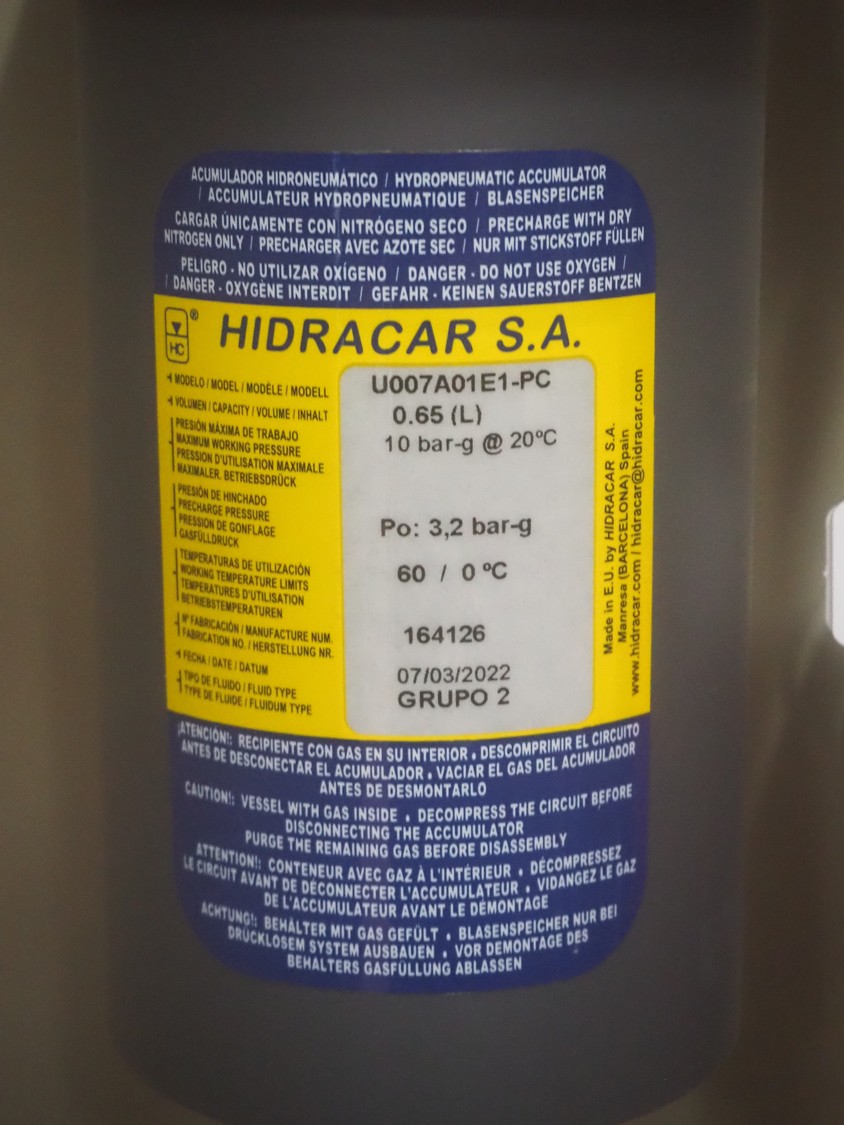 ACUMULADOR HIDRONEUMÁTICO / HYDROPNEUMATIC ACCUMULATOR
/ ACCUMULATEUR HYDROPNEUMATIQUE / BLASENSPEICHER
CARGAR ÚNICAMENTE CON NITRÓGENO SECO / PRECHARGE WITH DRY
NITROGEN ONLY / PRECHARGER AVEC AZOTE SEC / NUR MIT STICKSTOFF FÜLLEN
PELIGRO - NO UTILIZAR OXÍGENO / DANGER - DO NOT USE OXYGEN /
/ DANGER - OXYGÈNE INTERDIT / GEFAHR - KEINEN SAUERSTOFF BENTZEN
HC ®
HIDRACAR S.A.
MODELO / MODEL / MODÈLE / MODELL U007A01E1-PC
VOLUMEN / CAPACITY / VOLUME / INHALT 0.65 (L)
PRESIÓN MÁXIMA DE TRABAJO 10 bar-g @ 20ºC
MAXIMUM WORKING PRESSURE
PRESSION D'UTILISATION MAXIMALE
MAXIMALER. BETRIEBSDRÜCK
PRESIÓN DE HINCHADO
PRECHARGE PRESSURE Po: 3,2 bar-g
PRESSION DE GONFLAGE
GASFÜLLDRUCK
TEMPERATURAS DE UTILIZACIÓN
WORKING TEMPERATURE LIMITS 60 / 0 ºC
TEMPERATURES D'UTILISATION
BETRIEBSTEMPERATUREN
Nº FABRICACIÓN / MANUFACTURE NUM. 164126
FABRICATION NO. / HERSTELLUNG NR.
FECHA / DATE / DATUM 07/03/2022
TIPO DE FLUIDO / FLUID TYPE GRUPO 2
TYPE DE FLUIDE / FLUIDUM TYPE
Made in E.U. by HIDRACAR S.A.
Manresa (BARCELONA) Spain
www.hidracar.com / hidracar@hidracar.com
¡ATENCIÓN!: RECIPIENTE CON GAS EN SU INTERIOR • DESCOMPRIMIR EL CIRCUITO
ANTES DE DESCONECTAR EL ACUMULADOR • VACIAR EL GAS DEL ACUMULADOR
ANTES DE DESMONTARLO
CAUTION!: VESSEL WITH GAS INSIDE • DECOMPRESS THE CIRCUIT BEFORE
DISCONNECTING THE ACCUMULATOR
PURGE THE REMAINING GAS BEFORE DISASSEMBLY
ATTENTION!: CONTENEUR AVEC GAZ À L'INTÉRIEUR • DÉCOMPRESSEZ
LE CIRCUIT AVANT DE DÉCONNECTER L'ACCUMULATEUR • VIDANGEZ LE GAZ
DE L'ACCUMULATEUR AVANT LE DÉMONTAGE
ACHTUNG!: BEHÄLTER MIT GAS GEFÜLT • BLASENSPEICHER NUR BEI
DRÜCKLOSEM SYSTEM AUSBAUEN • VOR DEMONTAGE DES
BEHALTERS GASFÜLLUNG ABLASSEN